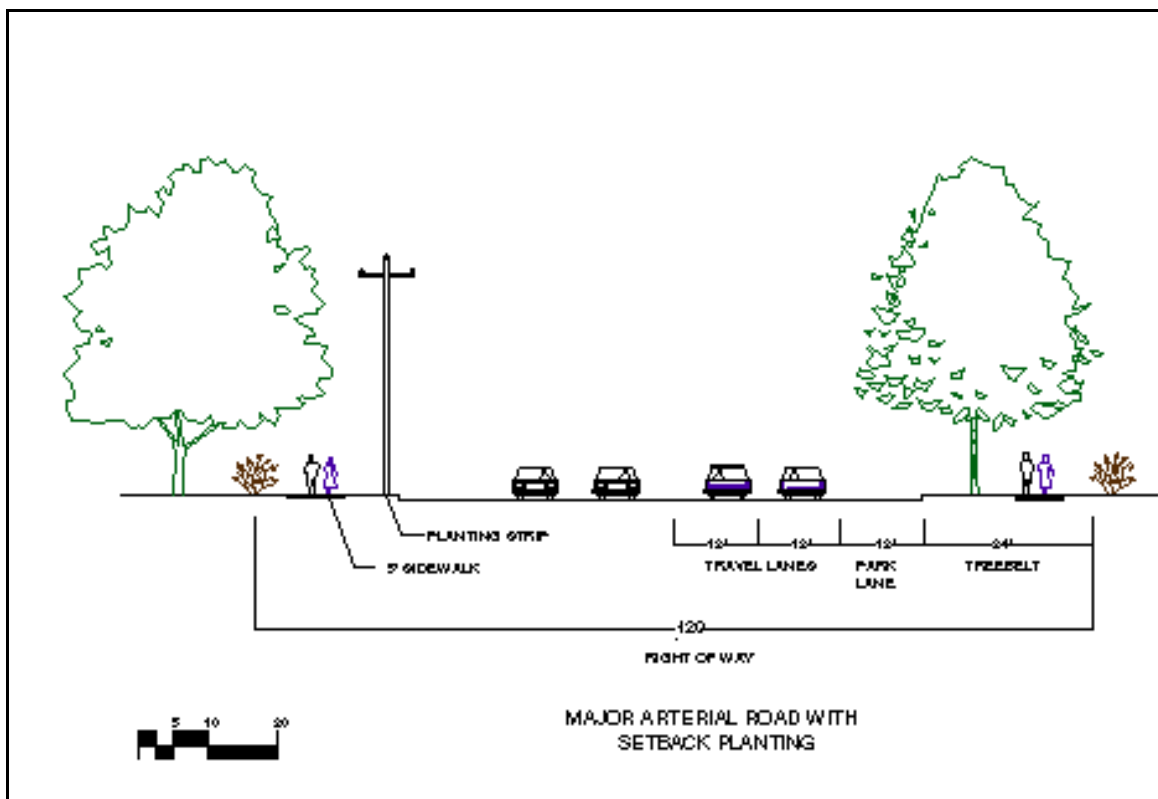 PLANTING STRIP
5' SIDEWALK
12' 12' 12' 24'
TRAVEL LANES PARK TREEBELT
LANE
120
RIGHT OF WAY
5 10 20
MAJOR ARTERIAL ROAD WITH
SETBACK PLANTING